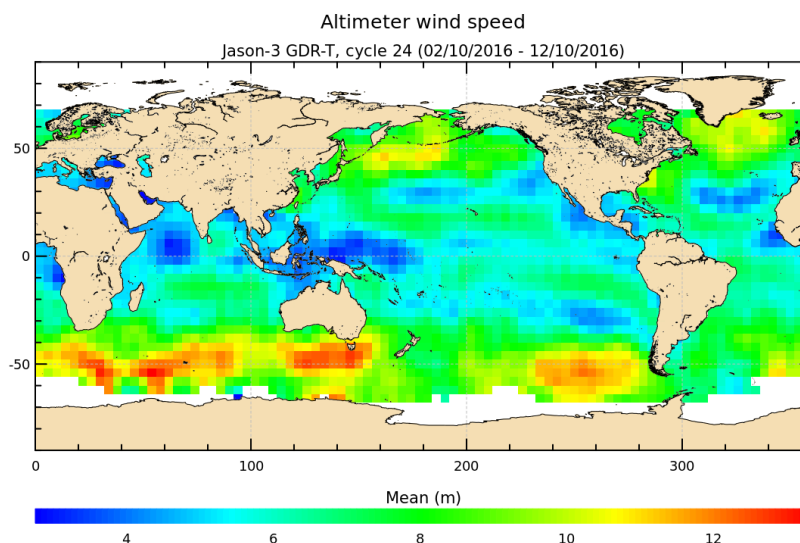 Altimeter wind speed
Jason-3 GDR-T, cycle 24 (02/10/2016 - 12/10/2016)
50
0
-50
0 100 200 300
Mean (m)
4 6 8 10 12